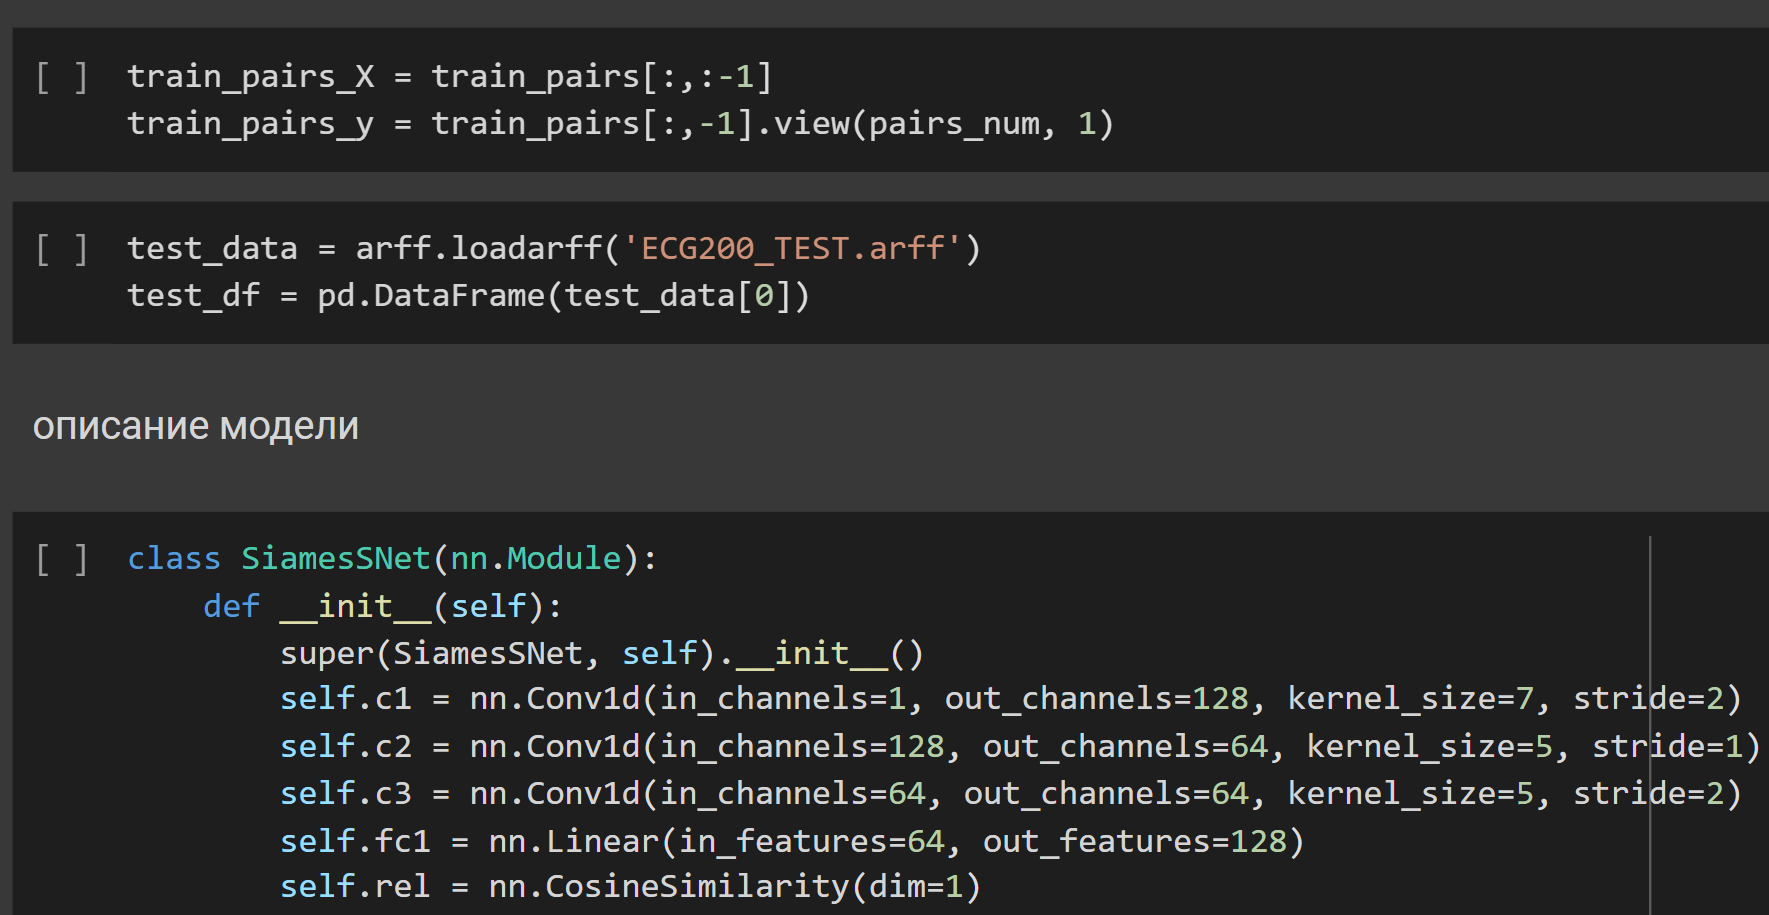 [ ] train_pairs_X = train_pairs[:,:-1]
train_pairs_y = train_pairs[:,-1].view(pairs_num, 1)
[ ] test_data = arff.loadarff('ECG200_TEST.arff')
test_df = pd.DataFrame(test_data[0])
описание модели
[ ] class SiamesSNet(nn.Module):
def __init__(self):
super(SiamesSNet, self).__init__()
self.c1 = nn.Conv1d(in_channels=1, out_channels=128, kernel_size=7, stride=2)
self.c2 = nn.Conv1d(in_channels=128, out_channels=64, kernel_size=5, stride=1)
self.c3 = nn.Conv1d(in_channels=64, out_channels=64, kernel_size=5, stride=2)
self.fc1 = nn.Linear(in_features=64, out_features=128)
self.rel = nn.CosineSimilarity(dim=1)